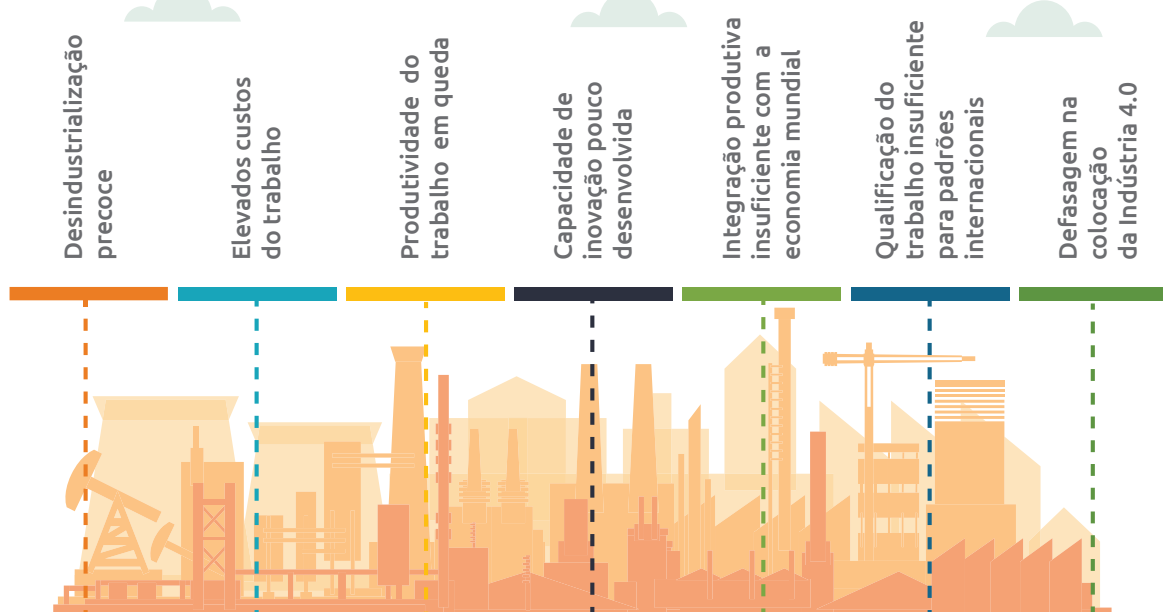 Desindustrialização
precoce
Elevados custos
do trabalho
Produtividade do
trabalho em queda
Capacidade de
inovação pouco
desenvolvida
Integração produtiva
insuficiente com a
economia mundial
Qualificação do
trabalho insuficiente
para padrões
internacionais
Defasagem na
colocação
da Indústria 4.0